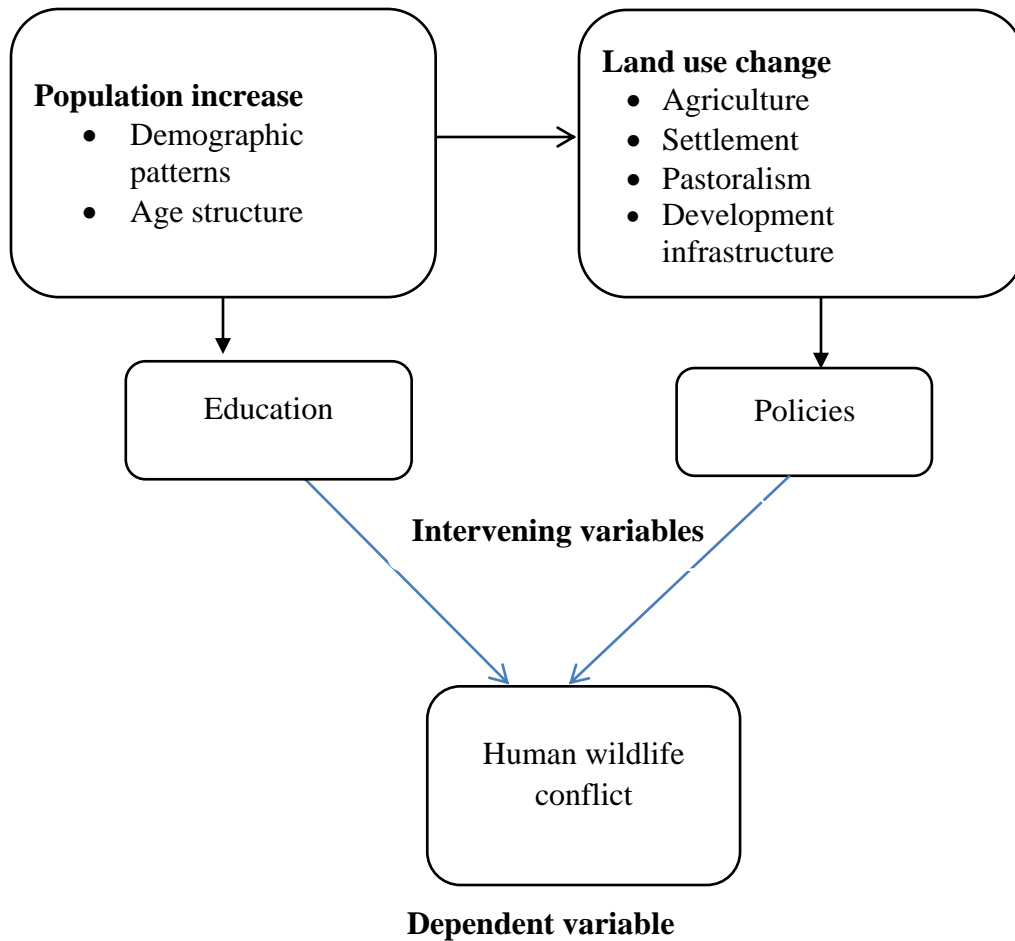 Population increase
• Demographic
patterns
• Age structure
Land use change
• Agriculture
• Settlement
• Pastoralism
• Development
infrastructure
Education
Policies
Intervening variables
Human wildlife
conflict
Dependent variable